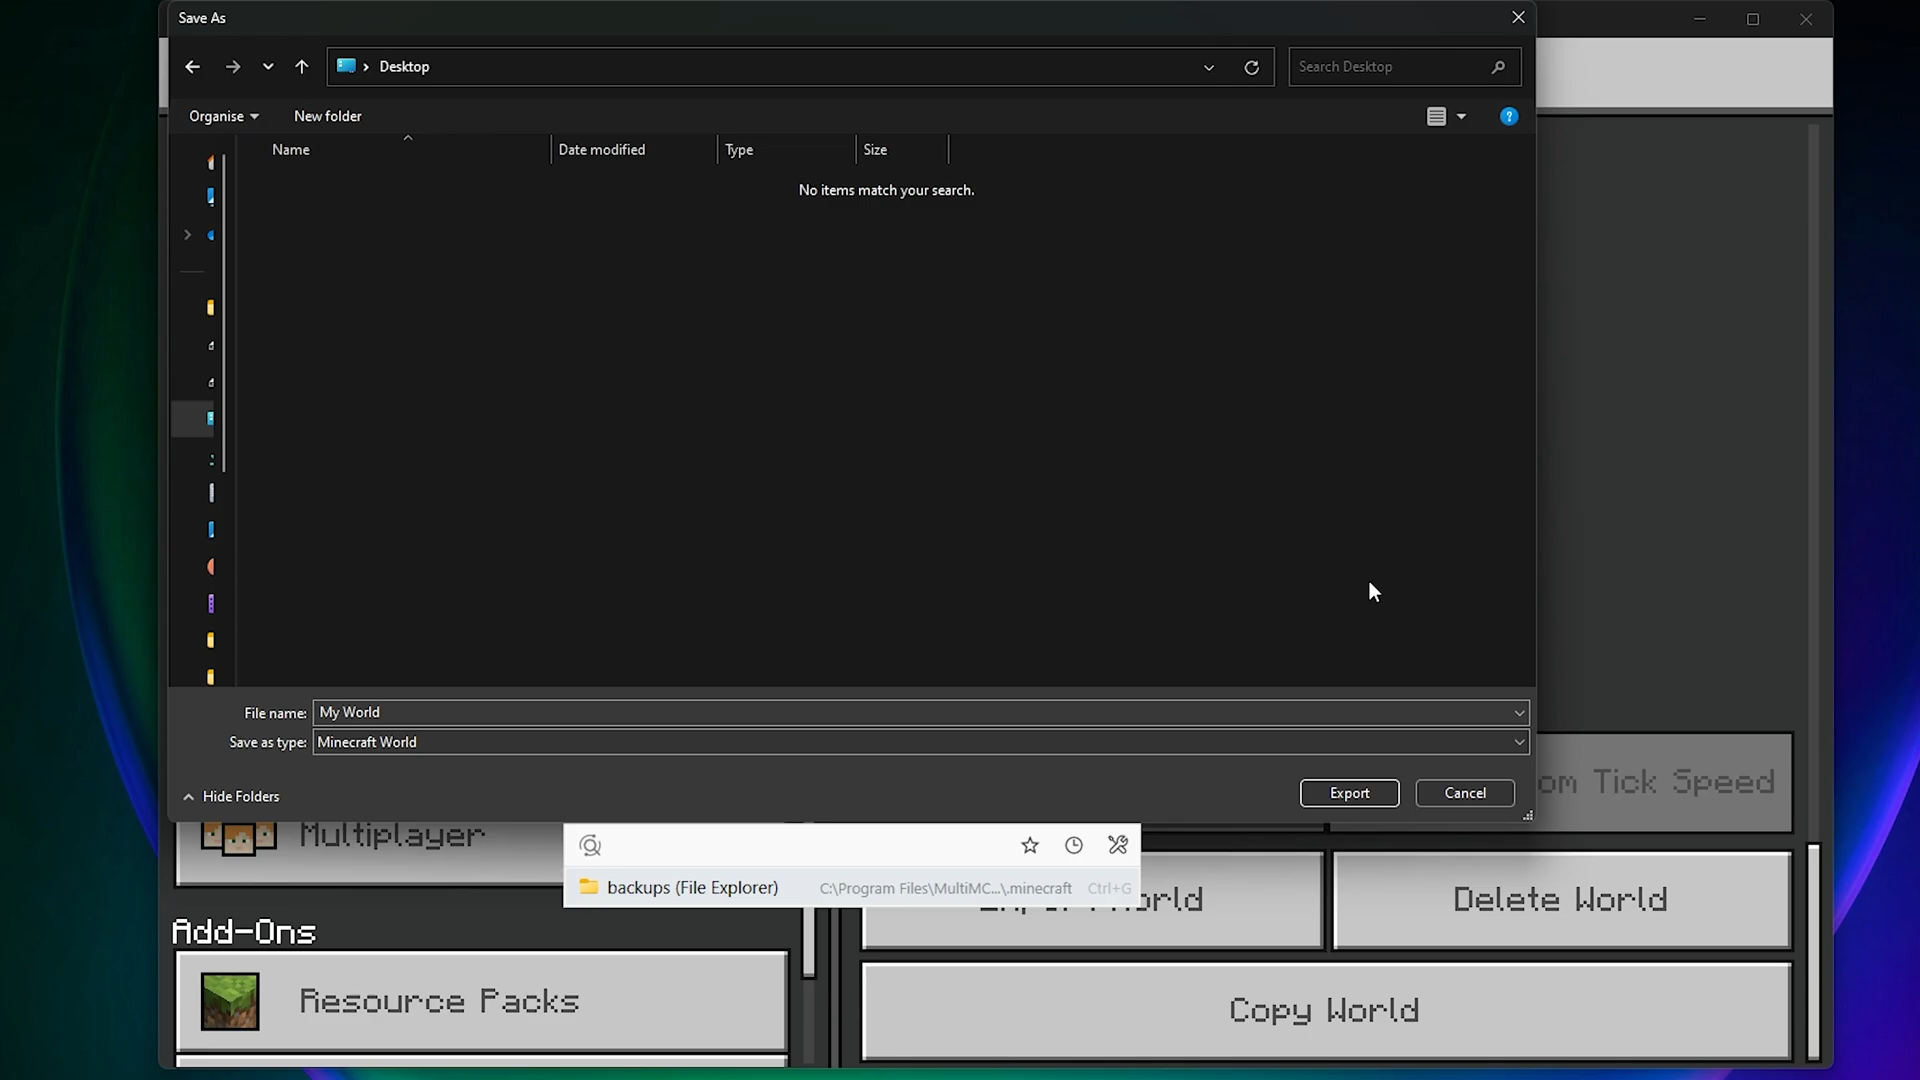 Save As
Desktop
Search Desktop
Organise
New folder
Name
Date modified
Type
Size
No items match your search.
File name:
My World
Save as type:
Minecraft World
Hide Folders
Export
Cancel
Tick Speed
Multiplayer
backups (File Explorer)
C:\Program Files\MultiMC...\.minecraft
Ctrl+G
Delete World
Add-Ons
Resource Packs
Copy World